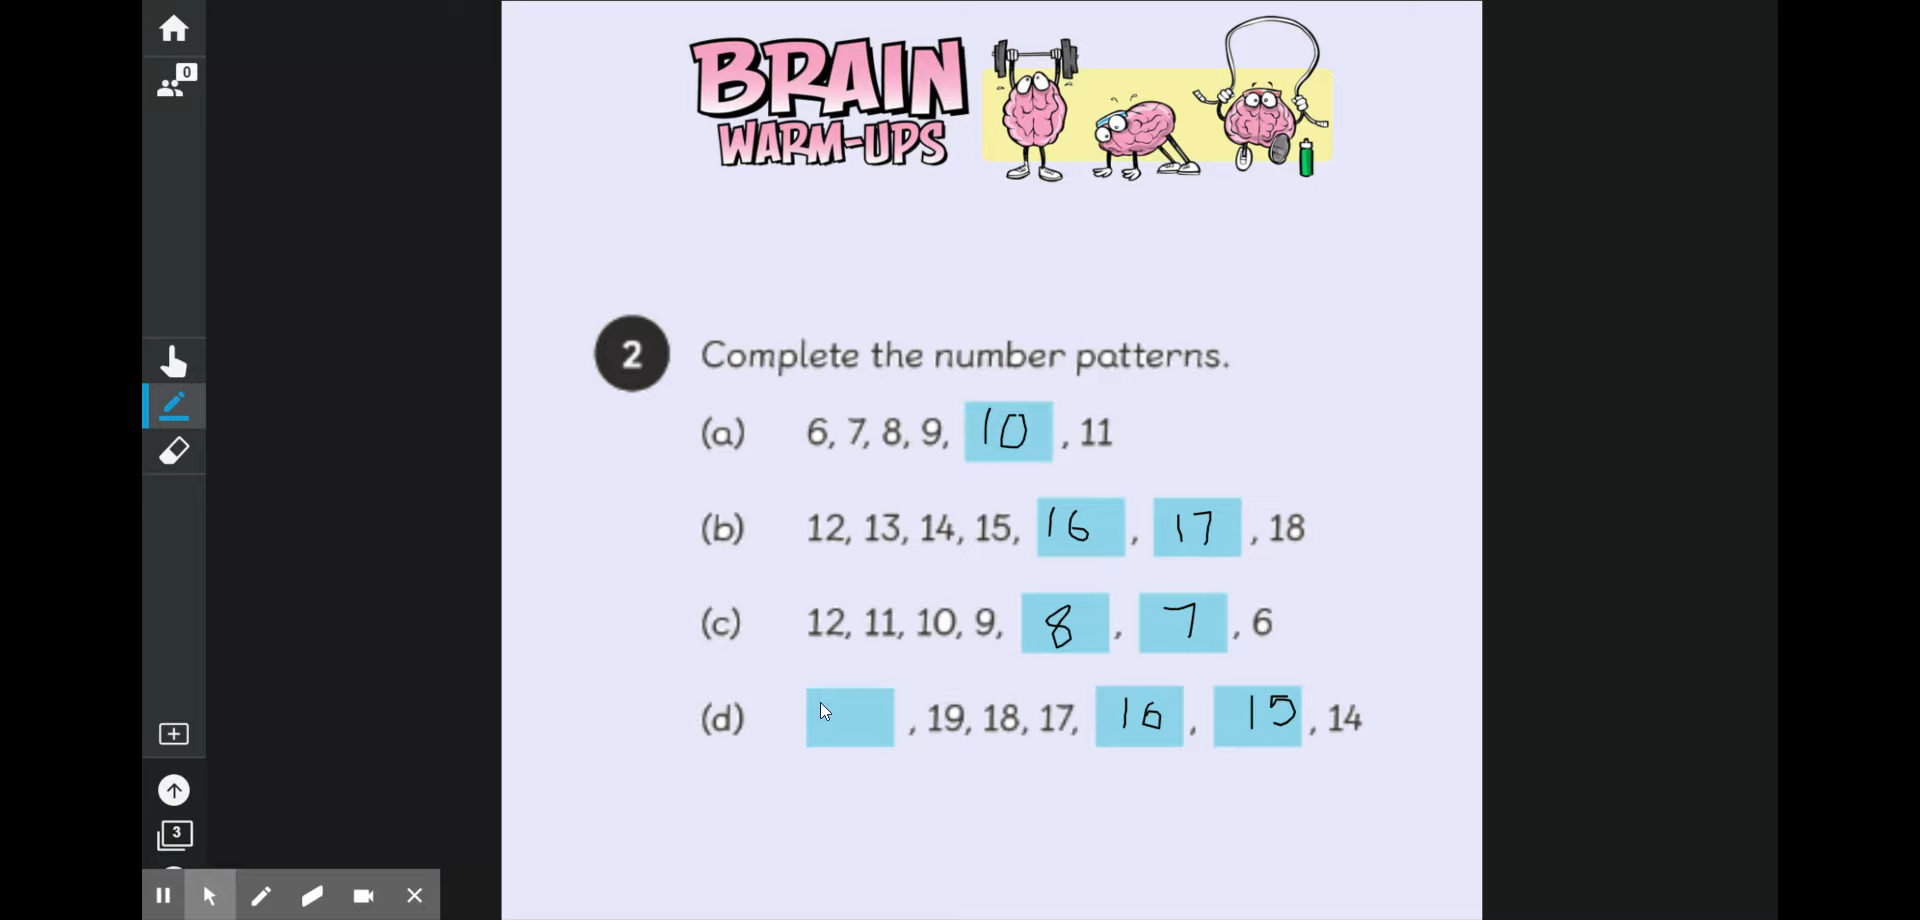 0
BRAIN
WARM-UPS
2 Complete the number patterns.
(a) 6, 7, 8, 9, 10, 11
(b) 12, 13, 14, 15, 16, 17, 18
(c) 12, 11, 10, 9, 8, 7, 6
(d) , 19, 18, 17, 16, 15, 14
3